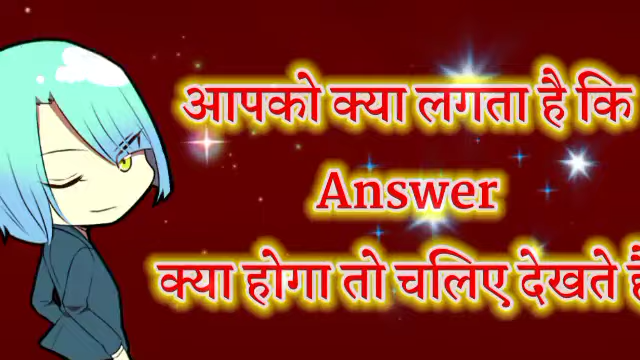 आपको क्या लगता है कि
Answer
क्या होगा तो चलिए देखते है